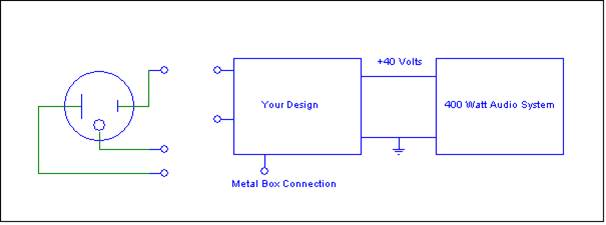 +40 Volts
Your Design
400 Watt Audio System
Metal Box Connection